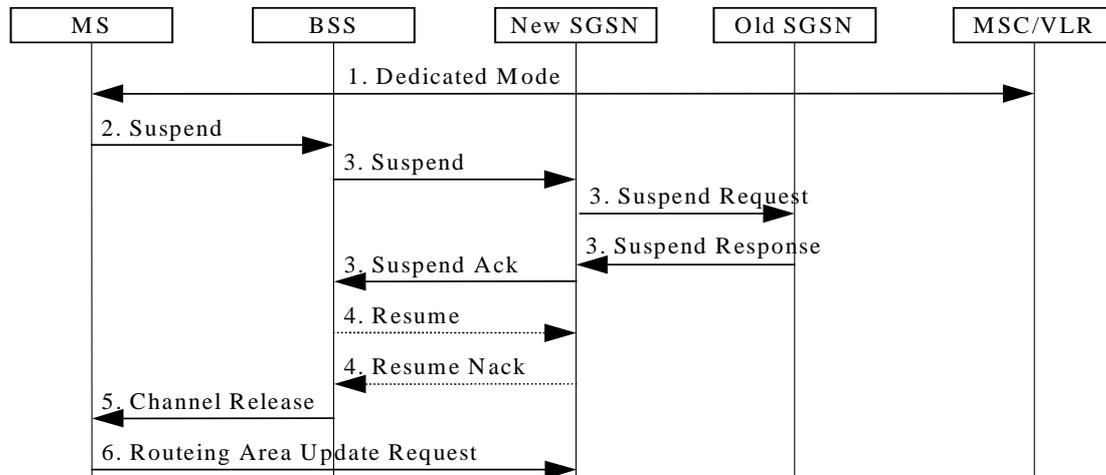 MS BSS New SGSN Old SGSN MSC/VLR
1. Dedicated Mode
2. Suspend
3. Suspend
3. Suspend Request
3. Suspend Response
3. Suspend Ack
4. Resume
4. Resume Nack
5. Channel Release
6. Routeing Area Update Request